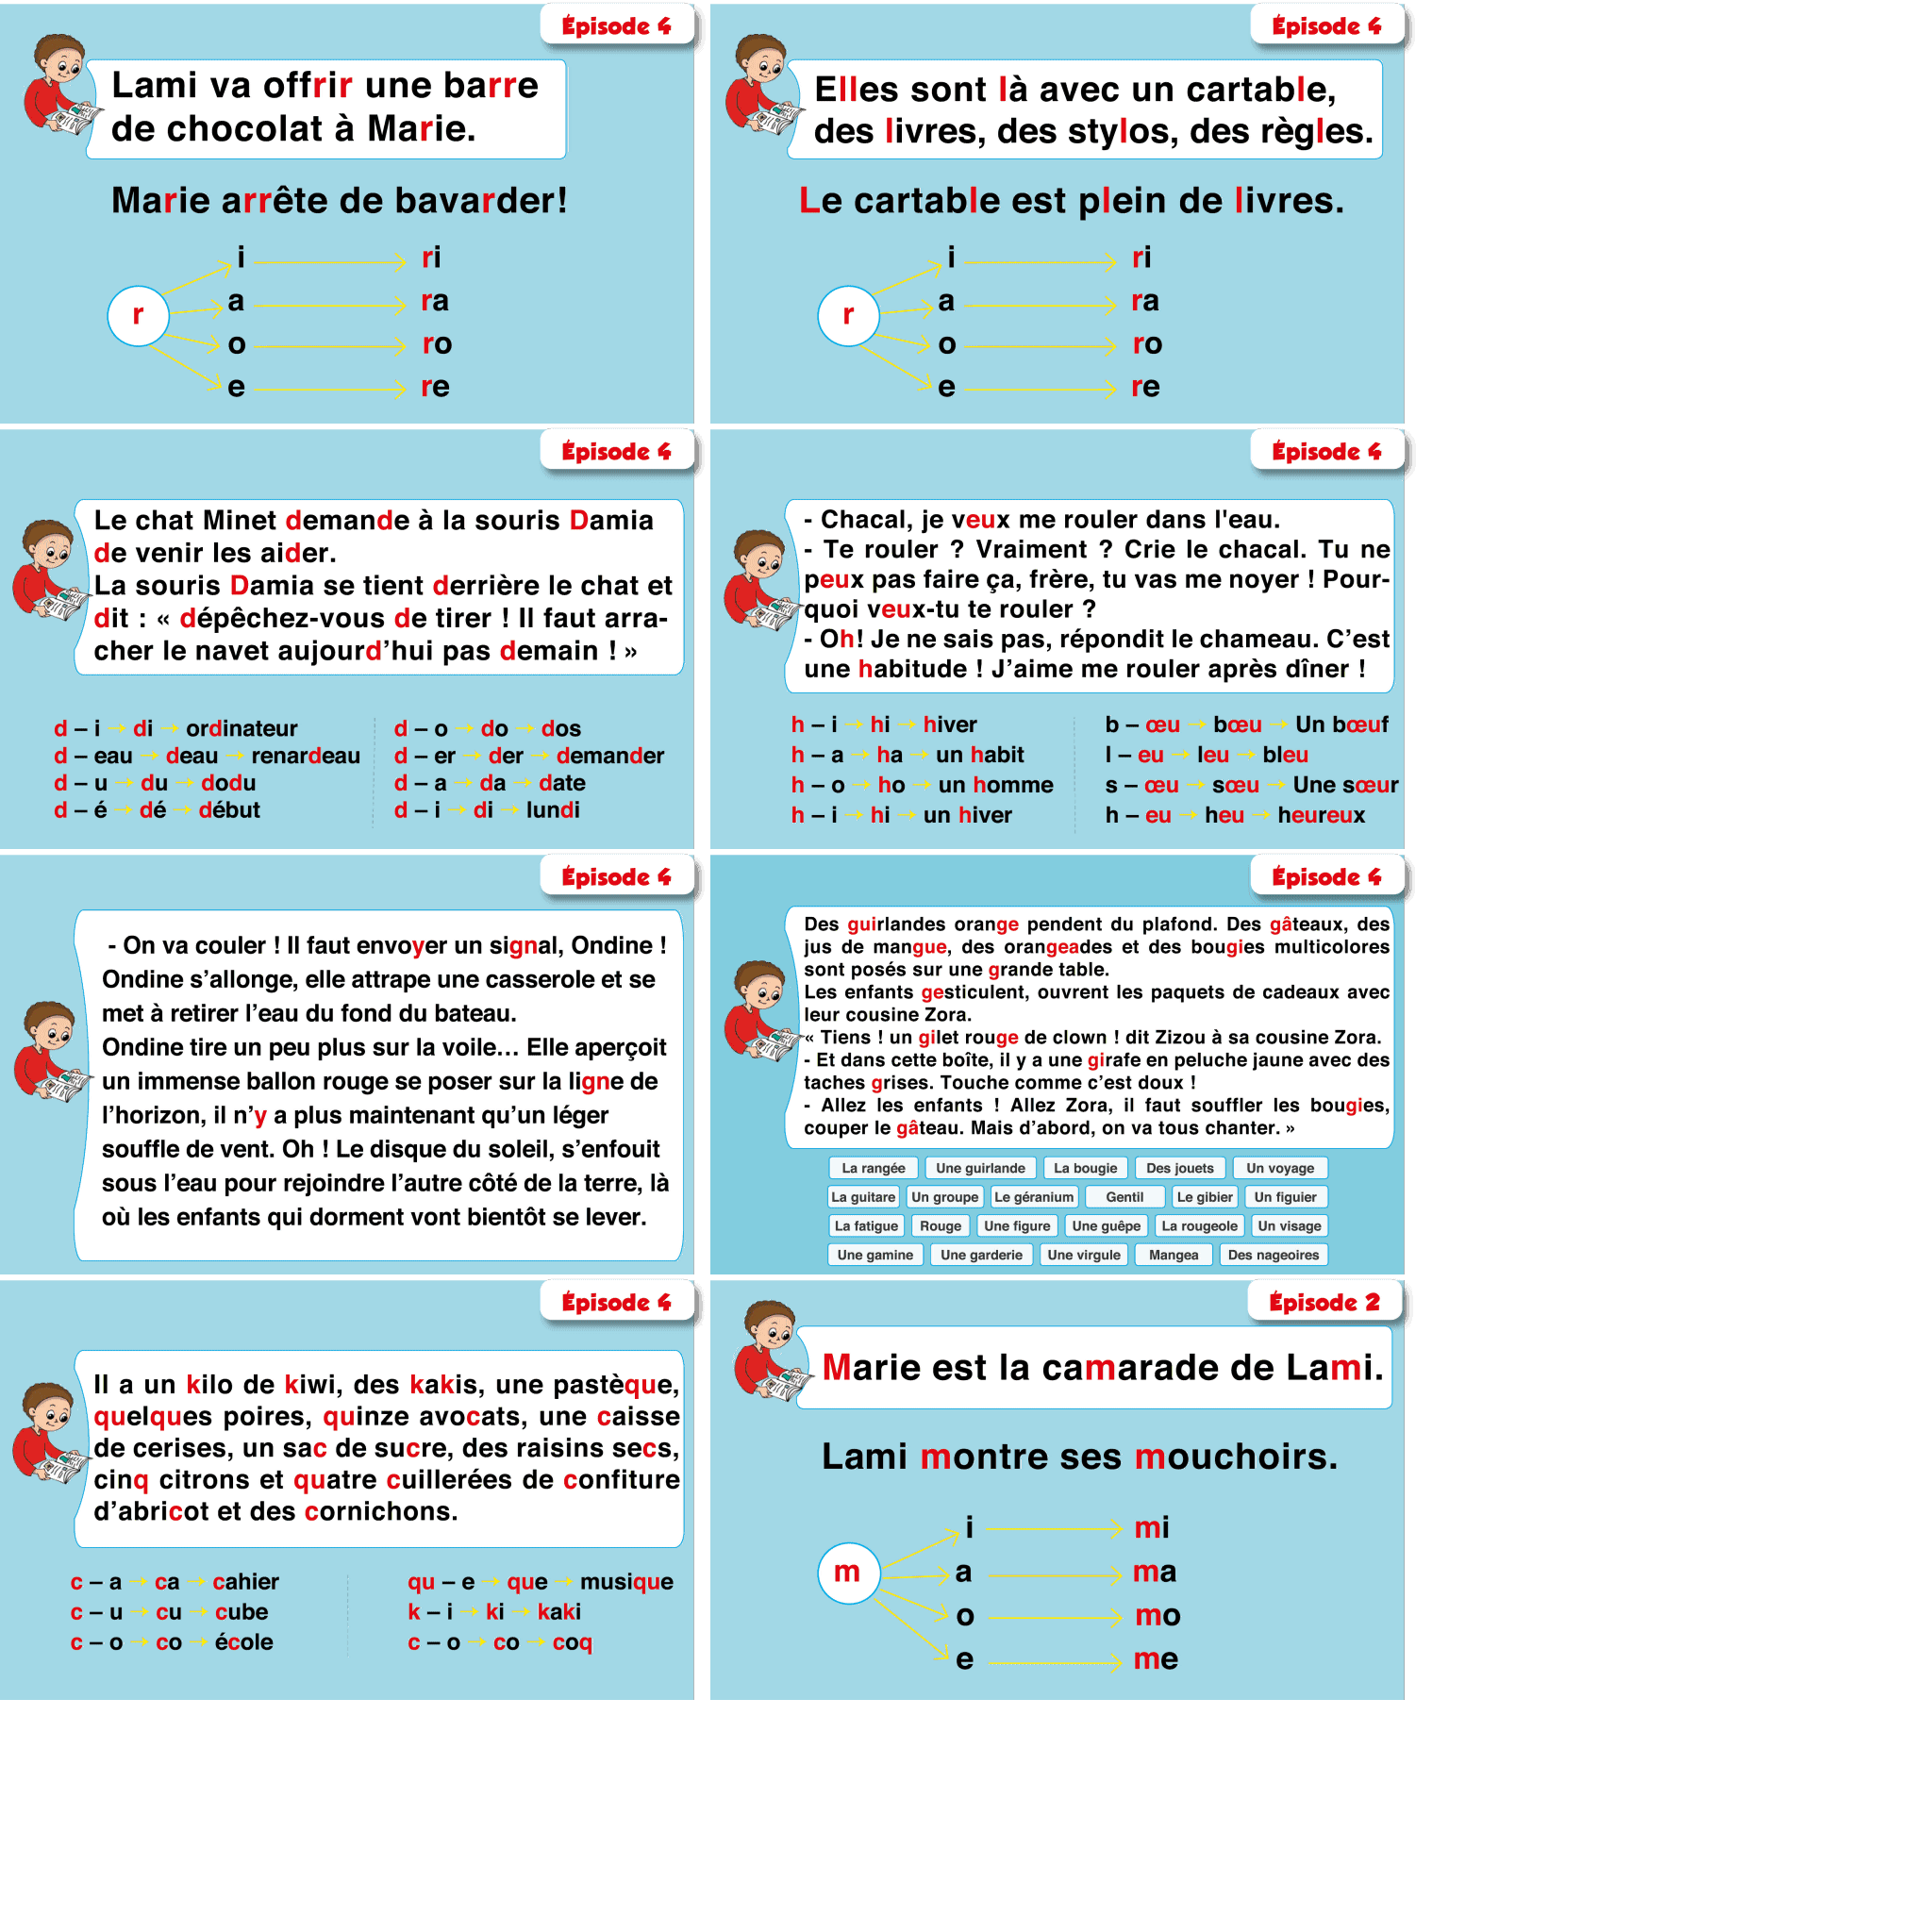 Épisode 4
Lami va offrir une barre
de chocolat à Marie.
Marie arrête de bavarder!
r
i ri
a ra
o ro
e re
Épisode 4
Elles sont là avec un cartable,
des livres, des stylos, des règles.
Le cartable est plein de livres.
r
i ri
a ra
o ro
e re
Épisode 4
Le chat Minet demande à la souris Damia
de venir les aider.
La souris Damia se tient derrière le chat et
dit : « dépêchez-vous de tirer ! Il faut arra-
cher le navet aujourd’hui pas demain ! »
d – i → di → ordinateur
d – eau → deau → renardeau
d – u → du → dodu
d – é → dé → début
d – o → do → dos
d – er → der → demander
d – a → da → date
d – i → di → lundi
Épisode 4
- Chacal, je veux me rouler dans l'eau.
- Te rouler ? Vraiment ? Crie le chacal. Tu ne
peux pas faire ça, frère, tu vas me noyer ! Pour-
quoi veux-tu te rouler ?
- Oh! Je ne sais pas, répondit le chameau. C’est
une habitude ! J’aime me rouler après dîner !
h – i → hi → hiver
h – a → ha → un habit
h – o → ho → un homme
h – i → hi → un hiver
b – œu → bœu → Un bœuf
l – eu → leu → bleu
s – œu → sœu → Une sœur
h – eu → heu → heureux
Épisode 4
- On va couler ! Il faut envoyer un signal, Ondine !
Ondine s’allonge, elle attrape une casserole et se
met à retirer l’eau du fond du bateau.
Ondine tire un peu plus sur la voile… Elle aperçoit
un immense ballon rouge se poser sur la ligne de
l’horizon, il n’y a plus maintenant qu’un léger
souffle de vent. Oh ! Le disque du soleil, s’enfouit
sous l’eau pour rejoindre l’autre côté de la terre, là
où les enfants qui dorment vont bientôt se lever.
Épisode 4
Des guirlandes orange pendent du plafond. Des gâteaux, des
jus de mangue, des orangeades et des bougies multicolores
sont posés sur une grande table.
Les enfants gesticulent, ouvrent les paquets de cadeaux avec
leur cousine Zora.
« Tiens ! un gilet rouge de clown ! dit Zizou à sa cousine Zora.
- Et dans cette boîte, il y a une girafe en peluche jaune avec des
taches grises. Touche comme c’est doux !
- Allez les enfants ! Allez Zora, il faut souffler les bougies,
couper le gâteau. Mais d’abord, on va tous chanter. »
La rangée Une guirlande La bougie Des jouets Un voyage
La guitare Un groupe Le géranium Gentil Le gibier Un figuier
La fatigue Rouge Une figure Une guêpe La rougeole Un visage
Une gamine Une garderie Une virgule Mangea Des nageoires
Épisode 4
Il a un kilo de kiwi, des kakis, une pastèque,
quelques poires, quinze avocats, une caisse
de cerises, un sac de sucre, des raisins secs,
cinq citrons et quatre cuillerées de confiture
d’abricot et des cornichons.
c – a → ca → cahier
c – u → cu → cube
c – o → co → école
qu – e → que → musique
k – i → ki → kaki
c – o → co → coq
Épisode 2
Marie est la camarade de Lami.
Lami montre ses mouchoirs.
m
i mi
a ma
o mo
e me